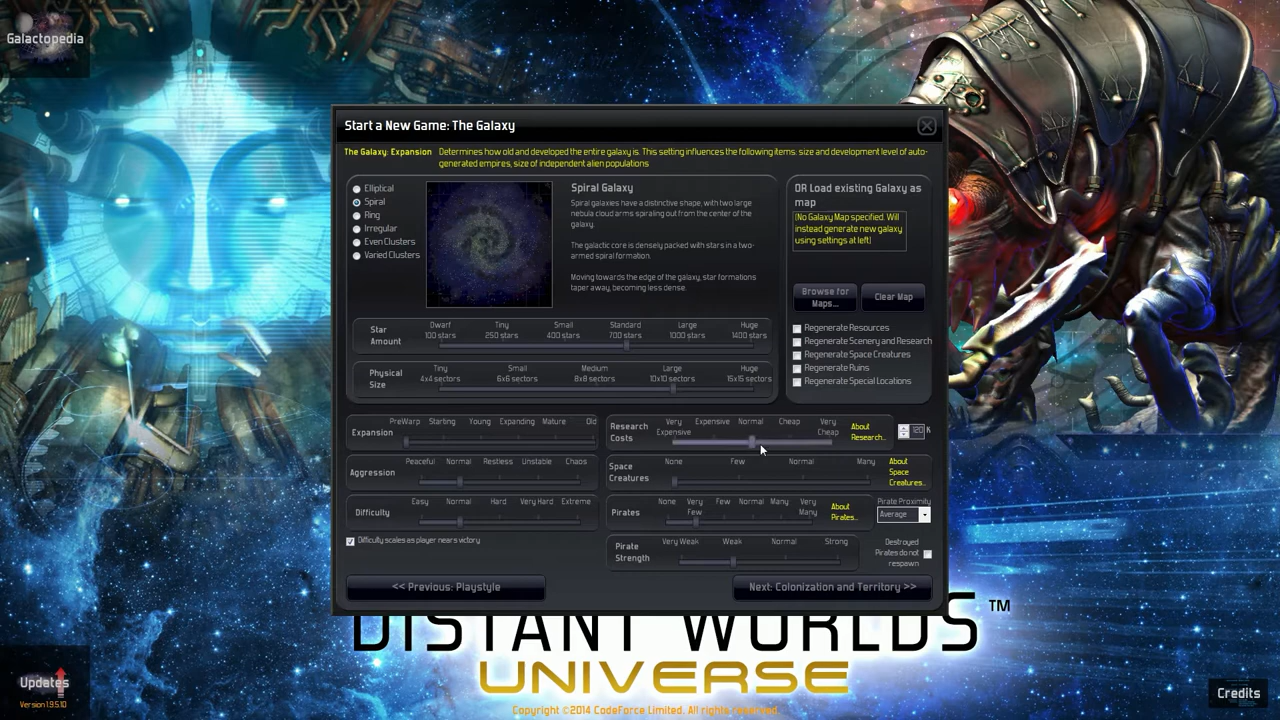 Galactopedia
Start a New Game: The Galaxy
The Galaxy: Expansion
Determines how old and developed the entire galaxy is. This setting influences the following items: size and development level of auto-
generated empires, size of independent alien populations
Elliptical
Spiral
Ring
Irregular
Even Clusters
Varied Clusters
Spiral Galaxy
Spiral galaxies have a distinctive shape, with two large
nebula cloud arms spiraling out from the center of the
galaxy.
The galactic core is densely packed with stars in a two-
armed spiral formation.
Moving towards the edge of the galaxy, star formations
taper away, becoming less dense.
OR Load existing Galaxy as
map
(No Galaxy Map specified. Will
instead generate new galaxy
using settings at left)
Browse for
Maps...
Clear Map
Regenerate Resources
Regenerate Scenery and Research
Regenerate Space Creatures
Regenerate Ruins
Regenerate Special Locations
Star
Amount
Dwarf Tiny Small Standard Large Huge
100 stars 250 stars 400 stars 700 stars 1000 stars 1400 stars
Physical
Size
Tiny Small Medium Large Huge
4x4 sectors 6x6 sectors 8x8 sectors 10x10 sectors 15x15 sectors
Expansion
PreWarp Starting Young Expanding Mature Old
Aggression
Peaceful Normal Restless Unstable Chaos
Difficulty
Easy Normal Hard Very Hard Extreme
Difficulty scales as player nears victory
Research
Costs
Very
Expensive
Expensive Normal Cheap
Very
Cheap
About
Research...
120 K
Space
Creatures
None Few Normal Many
About
Space
Creatures...
Pirates
None
Very
Few
Few Normal Many
Very
Many
About
Pirates...
Pirate Proximity
Average
Pirate
Strength
Very Weak Weak Normal Strong
Destroyed
Pirates do not
respawn
<< Previous: Playstyle
Next: Colonization and Territory >>
DISTANT WORLDS ™
UNIVERSE
Updates
Version 1.9.5.10
Copyright ©2014 CodeForce Limited. All rights reserved.
Credits